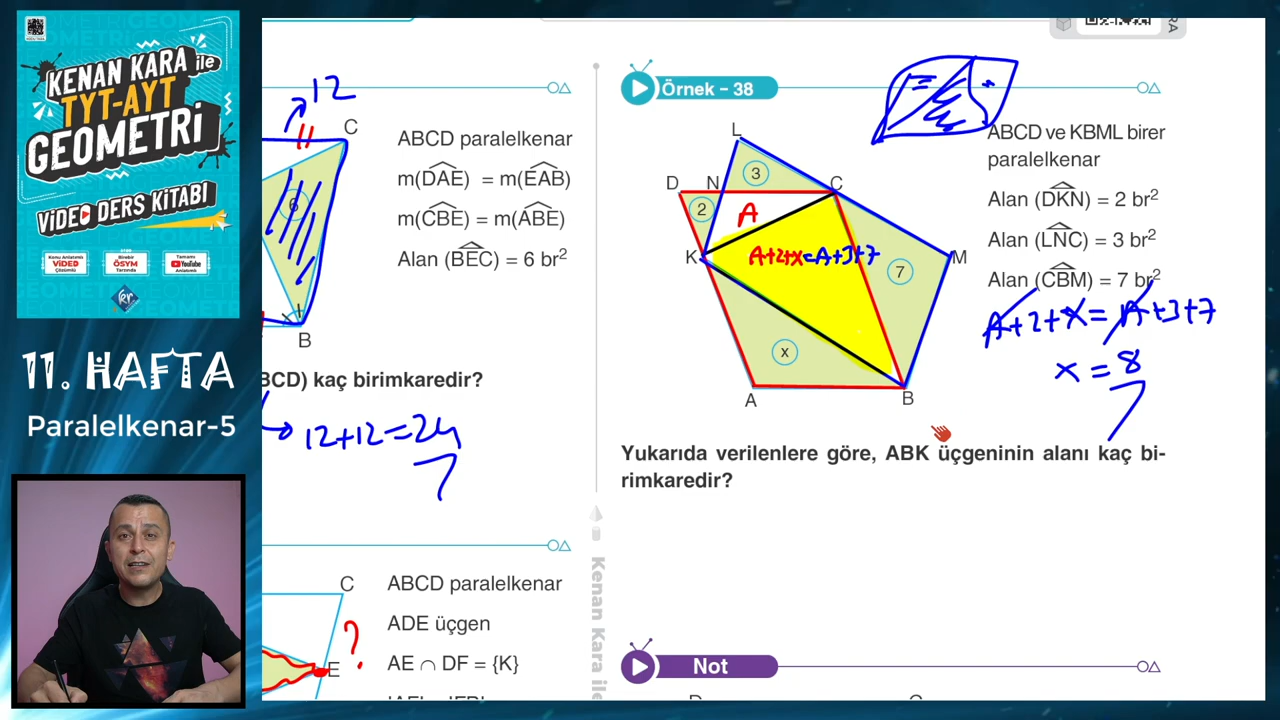 KENAN KARA ile
TYT-AYT
GEOMETRİ
VİDEO DERS KİTABI
11. HAFTA
Paralelkenar-5
12
C
6
B
ABCD paralelkenar
m(DAE) = m(EAB)
m(CBE) = m(ABE)
Alan (BEC) = 6 br²
BCD) kaç birimkaredir?
12+12=24
C
E
?
ABCD paralelkenar
ADE üçgen
AE ∩ DF = {K}
Kenan Kara ile
Örnek – 38
L
D
N
3
C
2
A
K
A+2+x=A+3+7
M
7
x
A
B
ABCD ve KBML birer
paralelkenar
Alan (DKN) = 2 br²
Alan (LNC) = 3 br²
Alan (CBM) = 7 br²
A+2+x=A+3+7
x=8
Yukarıda verilenlere göre, ABK üçgeninin alanı kaç bi-
rimkaredir?
Not
D
C